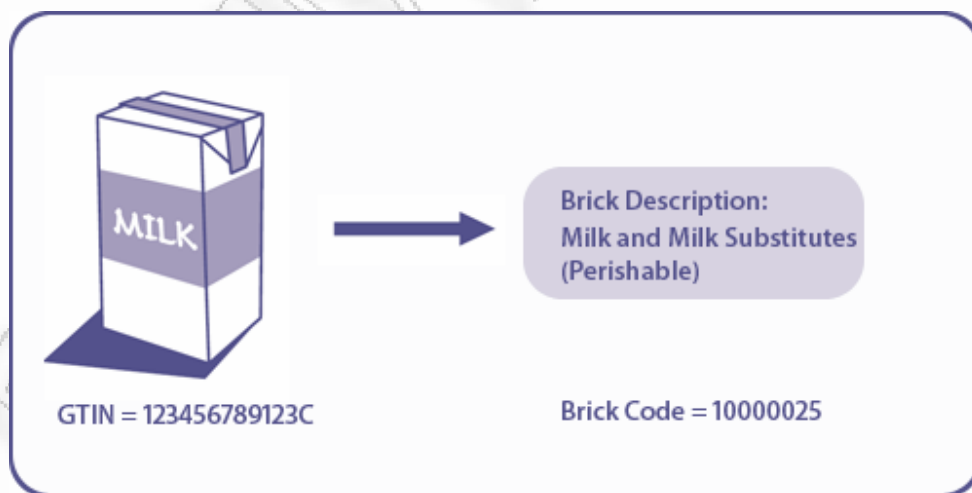 MILK
Brick Description:
Milk and Milk Substitutes
(Perishable)
GTIN = 123456789123C
Brick Code = 10000025